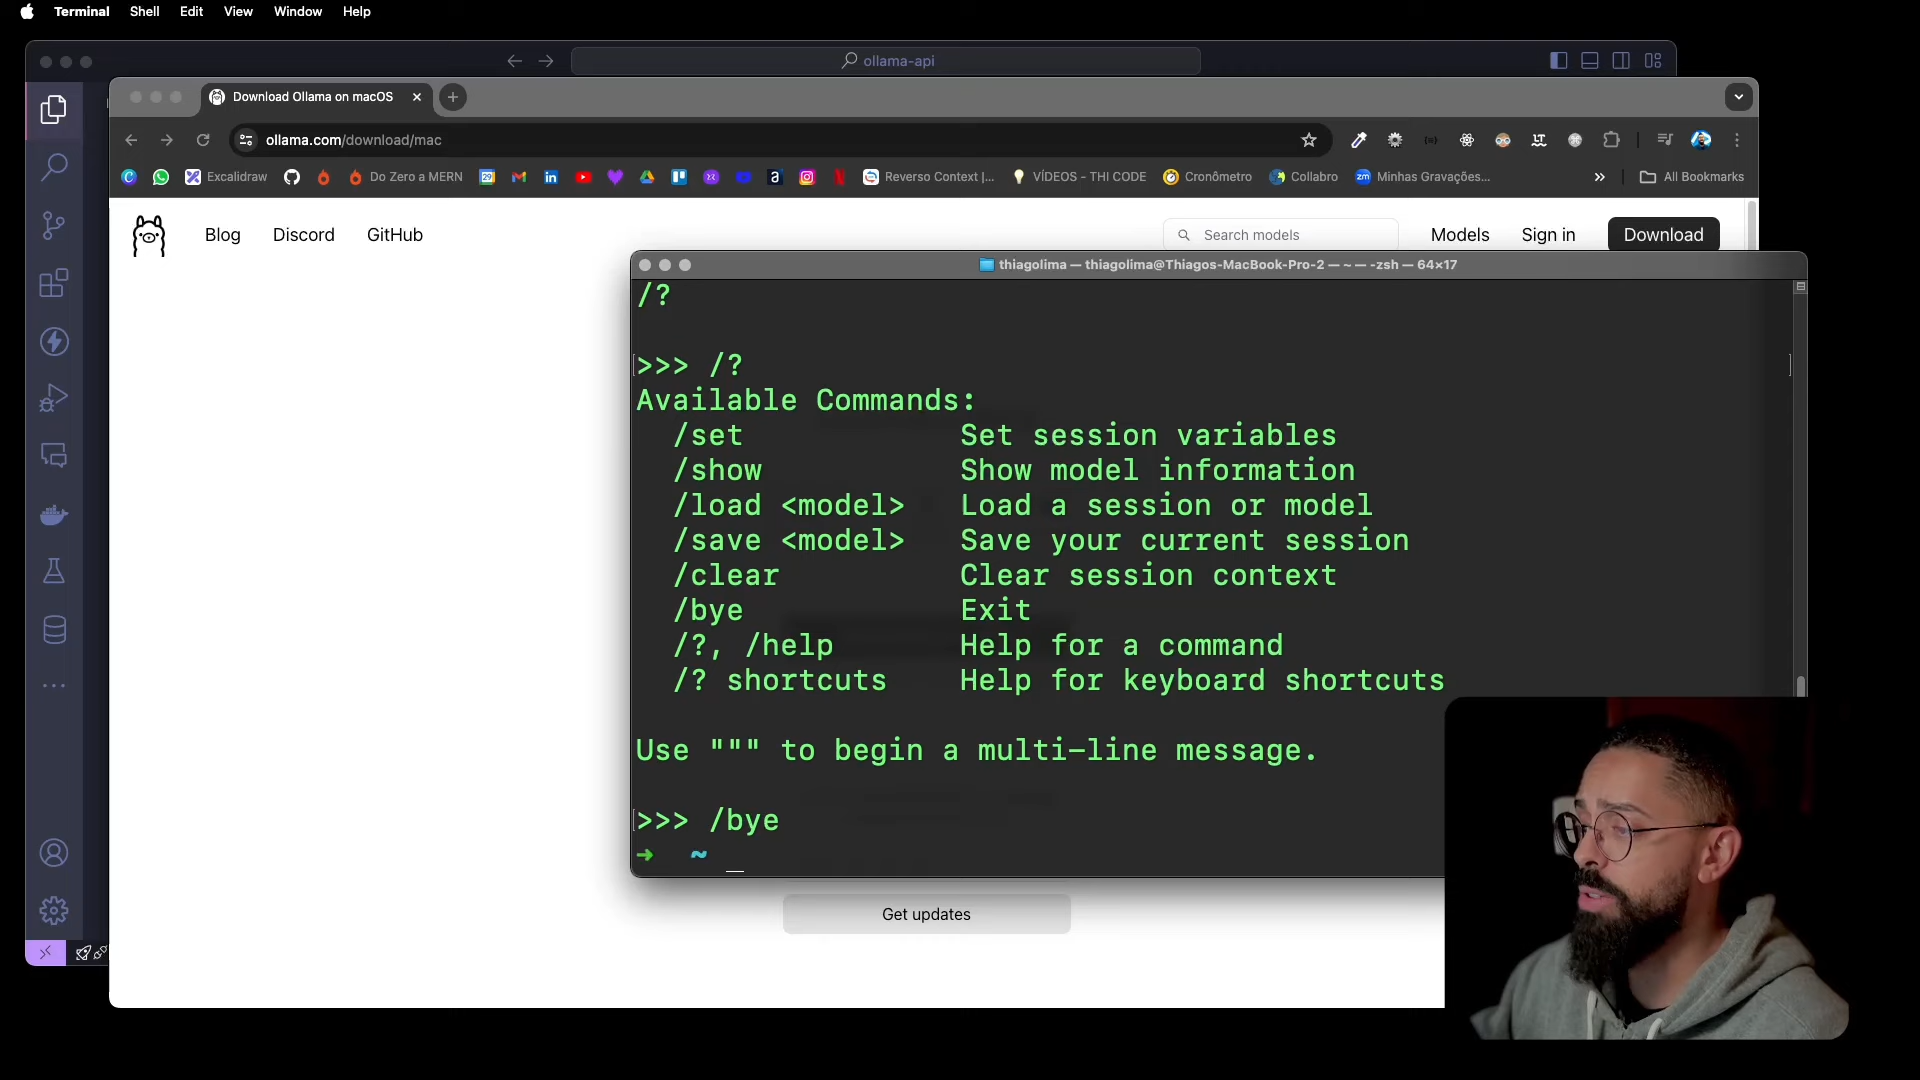 Terminal Shell Edit View Window Help
ollama-api
Download Ollama on macOS
ollama.com/download/mac
Excalidraw Do Zero a MERN Reverso Context |... VÍDEOS - THI CODE Cronômetro Collabro Minhas Gravações... All Bookmarks
Blog Discord GitHub Search models Models Sign in Download
thiagolima — thiagolima@Thiagos-MacBook-Pro-2 — ~ — -zsh — 64×17
/?
>>> /?
Available Commands:
/set Set session variables
/show Show model information
/load <model> Load a session or model
/save <model> Save your current session
/clear Clear session context
/bye Exit
/?, /help Help for a command
/? shortcuts Help for keyboard shortcuts
Use """ to begin a multi-line message.
>>> /bye
➜ ~
Get updates